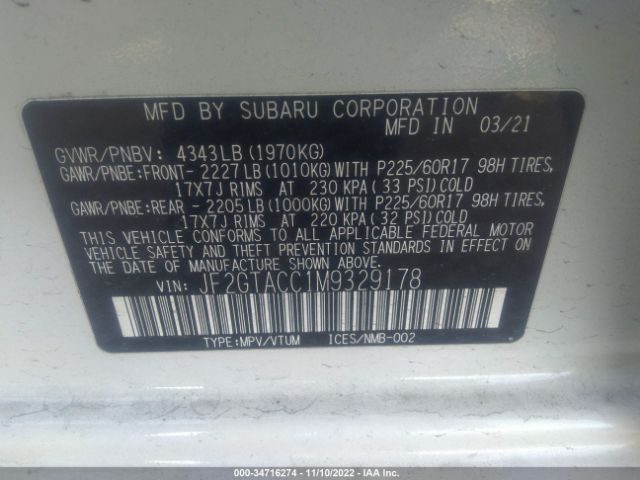 MFD BY SUBARU CORPORATION
MFD IN 03/21
GVWR/PNBV: 4343LB (1970KG)
GAWR/PNBE:FRONT- 2227LB (1010KG) WITH P225/60R17 98H TIRES,
17X7J RIMS AT 230 KPA (33 PSI) COLD
GAWR/PNBE:REAR - 2205LB (1000KG) WITH P225/60R17 98H TIRES,
17X7J RIMS AT 220 KPA (32 PSI) COLD
THIS VEHICLE CONFORMS TO ALL APPLICABLE FEDERAL MOTOR
VEHICLE SAFETY AND THEFT PREVENTION STANDARDS IN EFFECT ON
THE DATE OF MANUFACTURE SHOWN ABOVE.
VIN: JF2GTACC1M9329178
TYPE:MPV/VTUM ICES/NMB-002
000-34716274 - 11/10/2022 - IAA Inc.